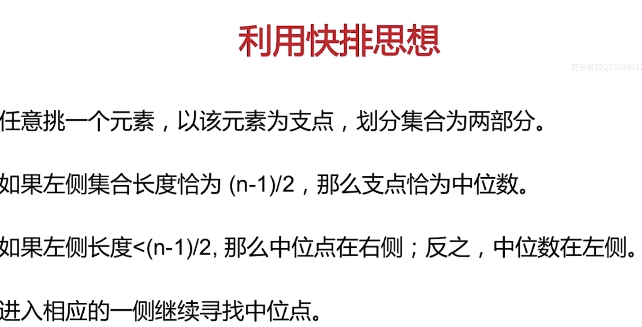 利用快排思想
任意挑一个元素，以该元素为支点，划分集合为两部分。
如果左侧集合长度恰为 (n-1)/2，那么支点恰为中位数。
如果左侧长度<(n-1)/2, 那么中位点在右侧；反之，中位数在左侧。
进入相应的一侧继续寻找中位点。